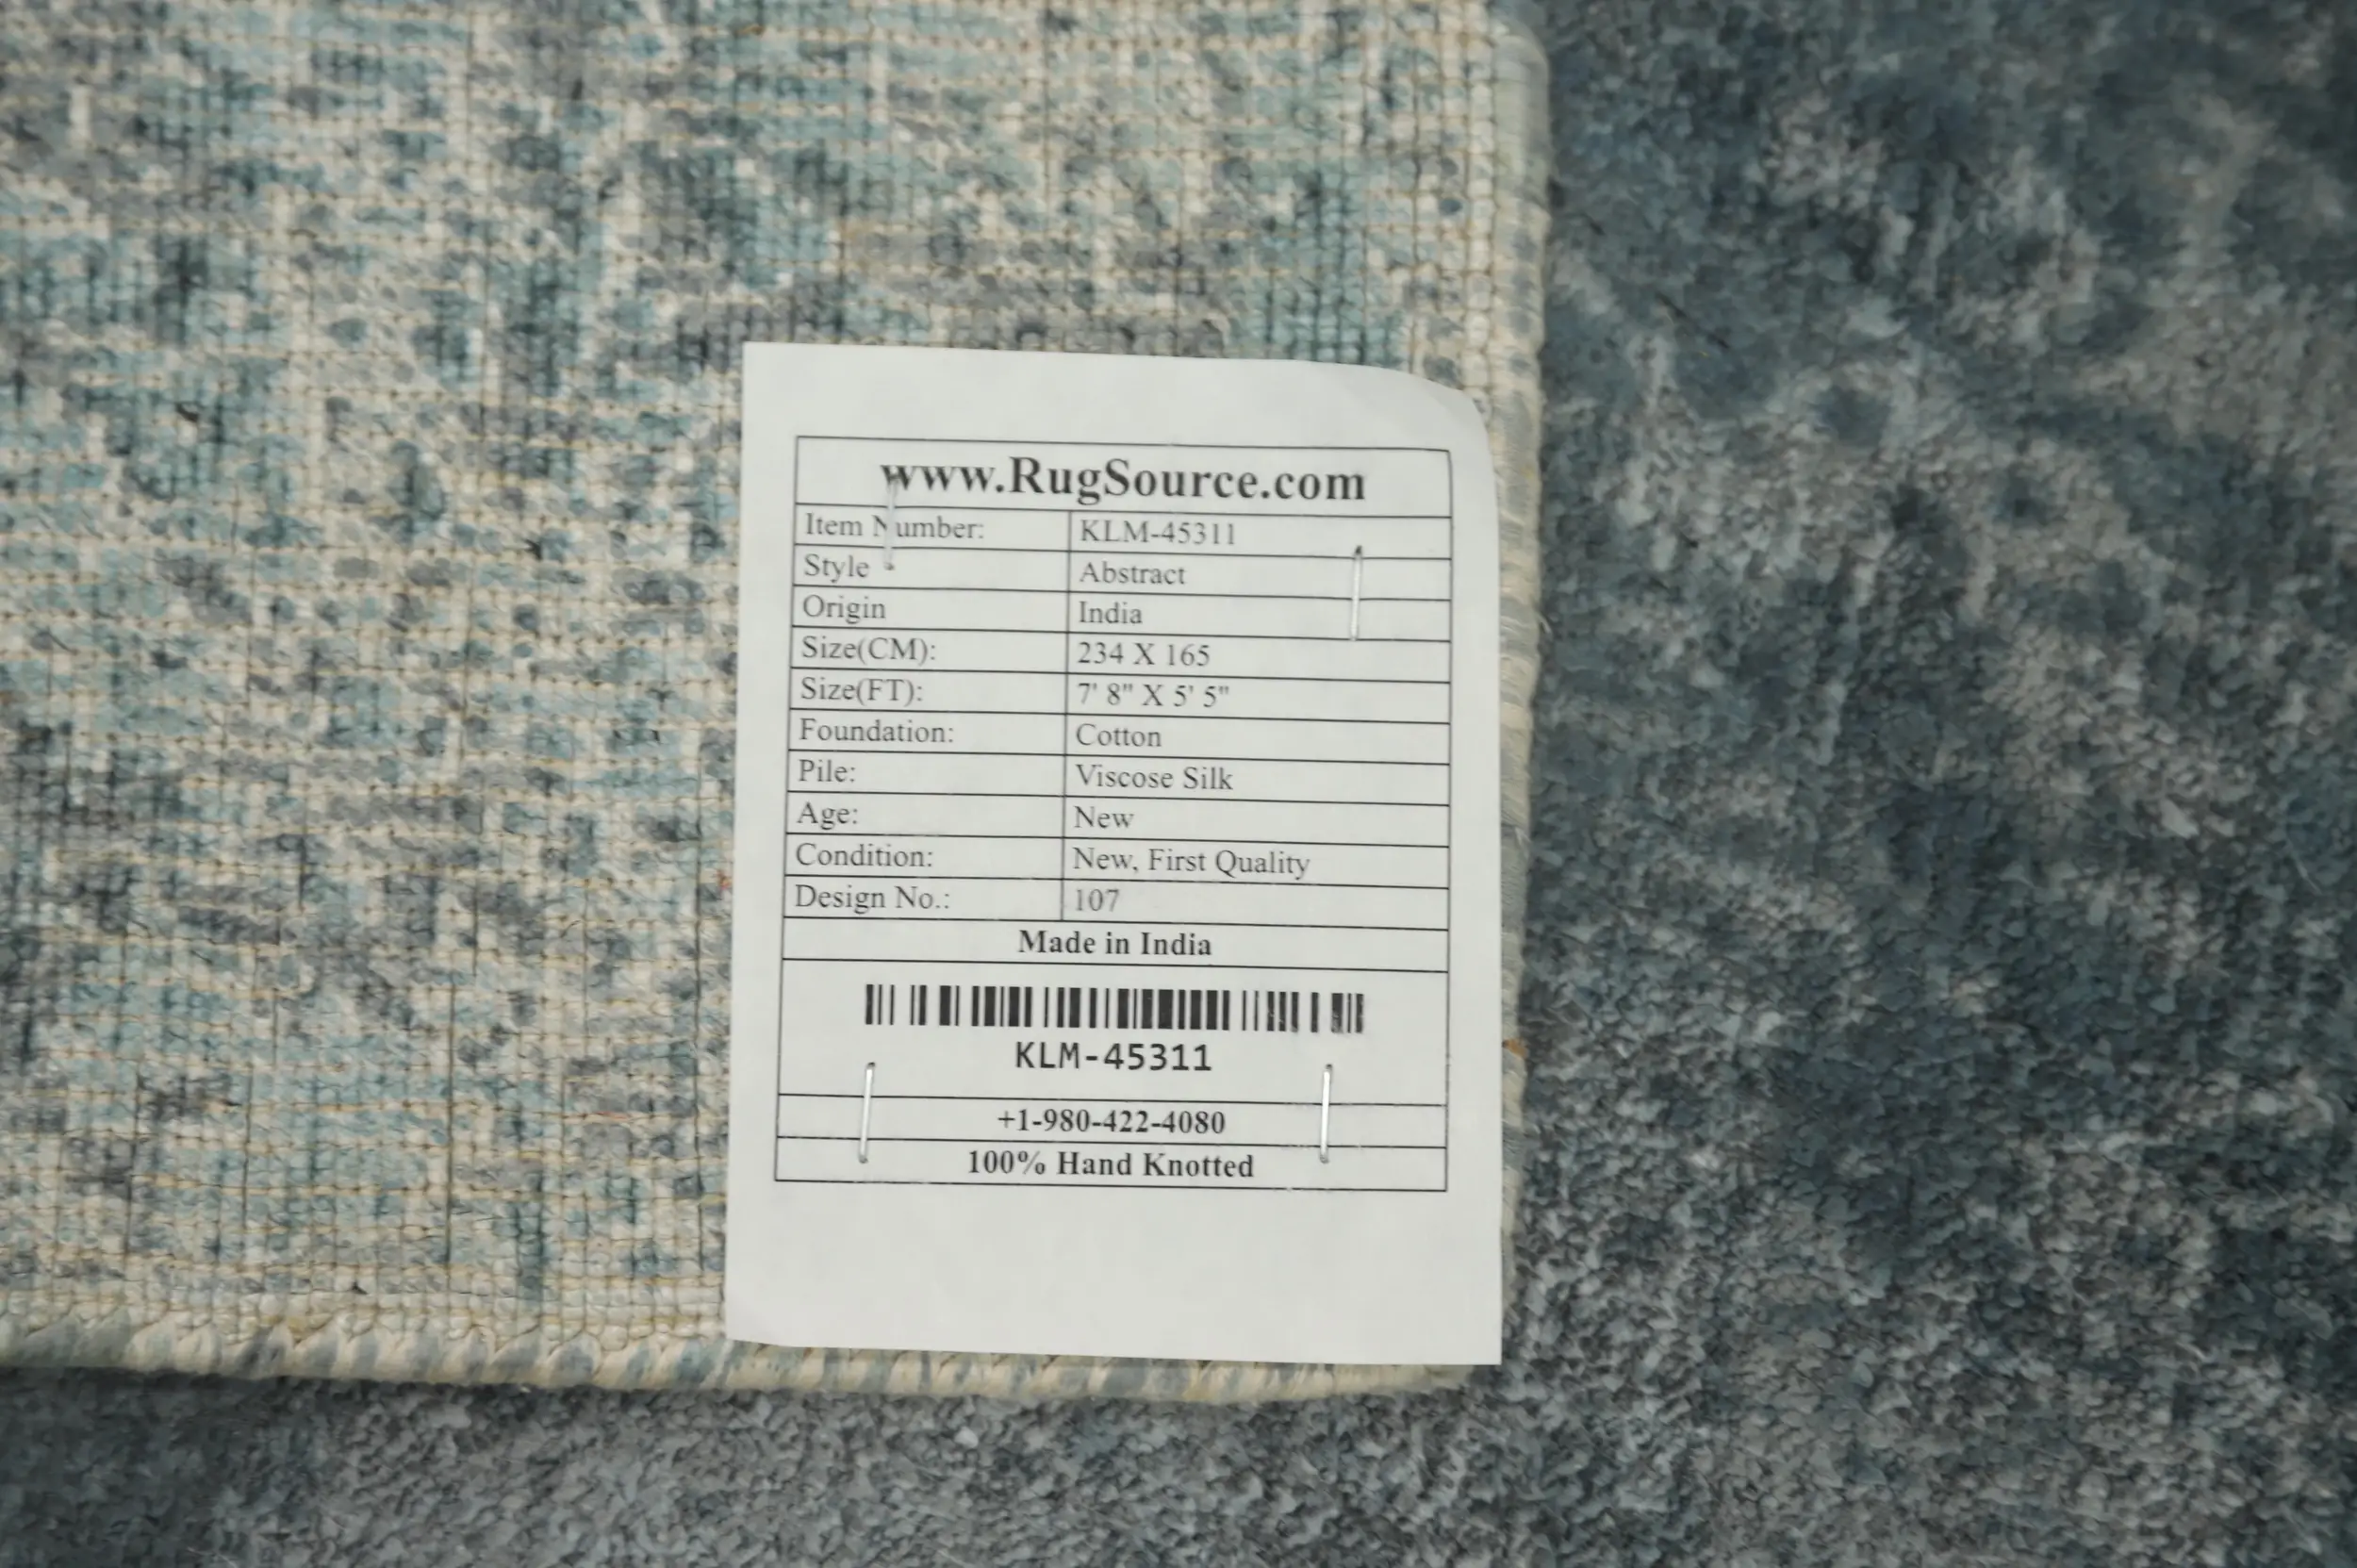 www.RugSource.com
Item Number: KLM-45311
Style Abstract
Origin India
Size(CM): 234 X 165
Size(FT): 7' 8" X 5' 5"
Foundation: Cotton
Pile: Viscose Silk
Age: New
Condition: New, First Quality
Design No.: 107
Made in India
KLM-45311
+1-980-422-4080
100% Hand Knotted